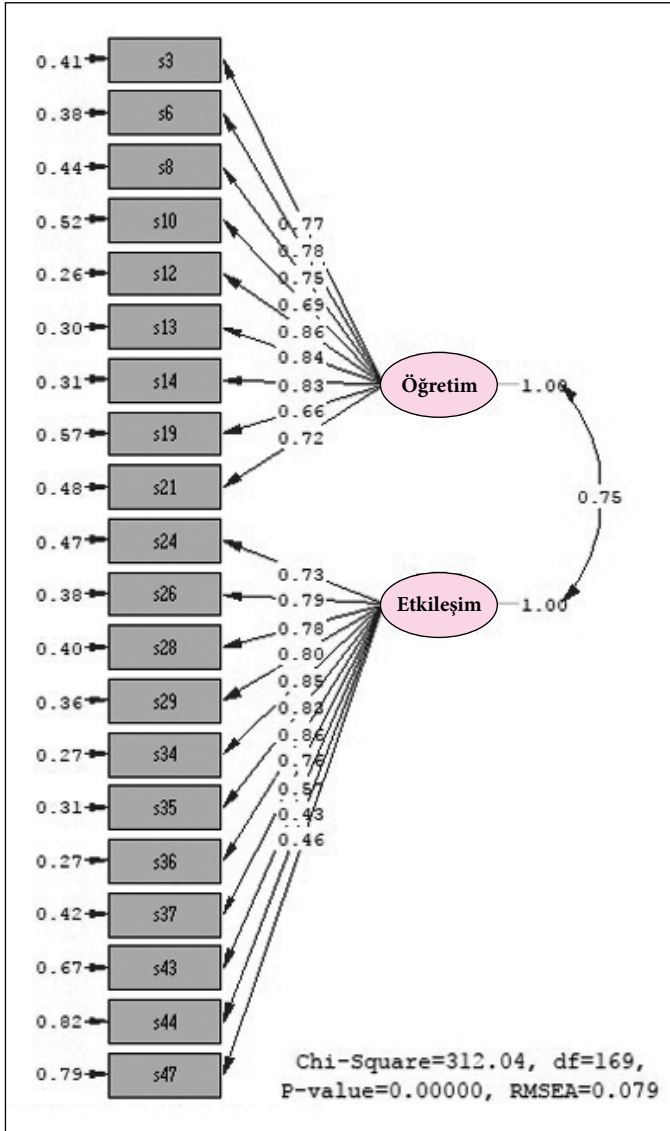 0.41 s3
0.38 s6
0.44 s8
0.52 s10
0.26 s12
0.30 s13
0.31 s14
0.57 s19
0.48 s21
0.47 s24
0.38 s26
0.40 s28
0.36 s29
0.27 s34
0.31 s35
0.27 s36
0.42 s37
0.67 s43
0.82 s44
0.79 s47
0.77
0.78
0.75
0.69
0.86
0.84
0.83
0.66
0.72
Öğretim 1.00
0.75
0.73
0.79
0.78
0.80
0.85
0.83
0.86
0.76
0.57
0.43
0.46
Etkileşim 1.00
Chi-Square=312.04, df=169,
P-value=0.00000, RMSEA=0.079